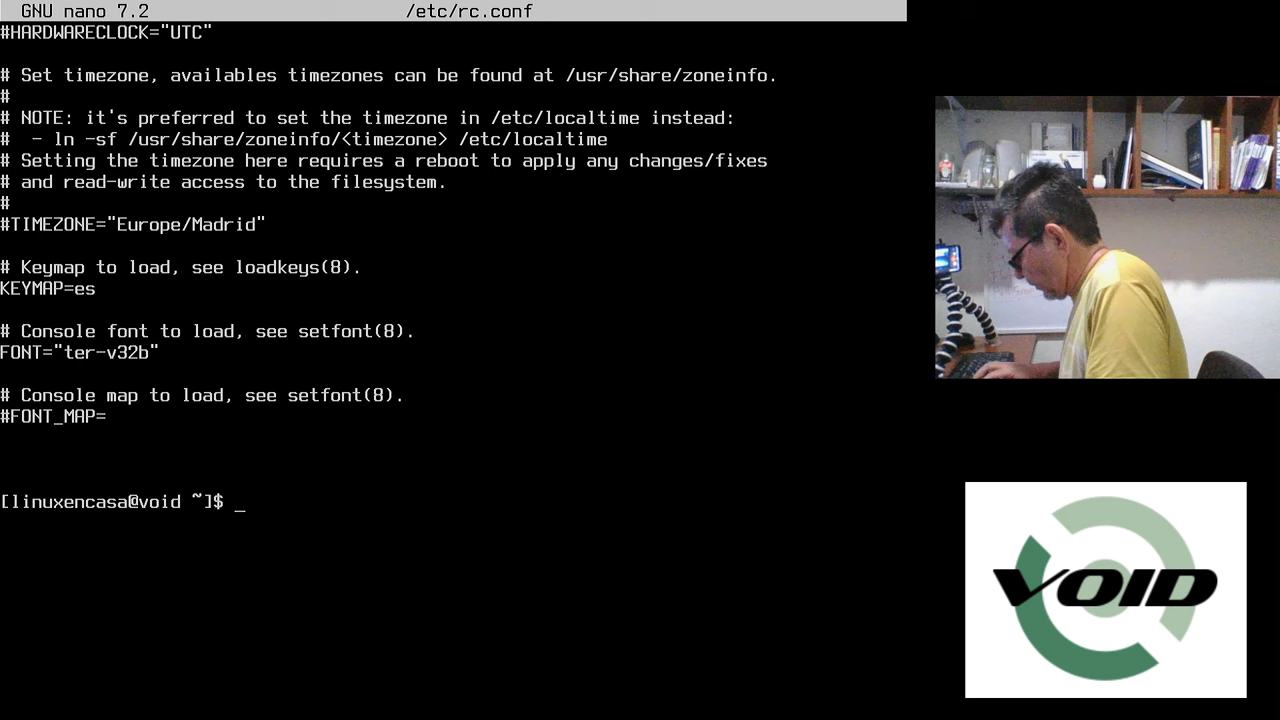 GNU nano 7.2 /etc/rc.conf
#HARDWARECLOCK="UTC"
# Set timezone, availables timezones can be found at /usr/share/zoneinfo.
#
# NOTE: it's preferred to set the timezone in /etc/localtime instead:
#  - ln -sf /usr/share/zoneinfo/<timezone> /etc/localtime
# Setting the timezone here requires a reboot to apply any changes/fixes
# and read-write access to the filesystem.
#
#TIMEZONE="Europe/Madrid"
# Keymap to load, see loadkeys(8).
KEYMAP=es
# Console font to load, see setfont(8).
FONT="ter-v32b"
# Console map to load, see setfont(8).
#FONT_MAP=
[linuxencasa@void ~]$ _
VOID